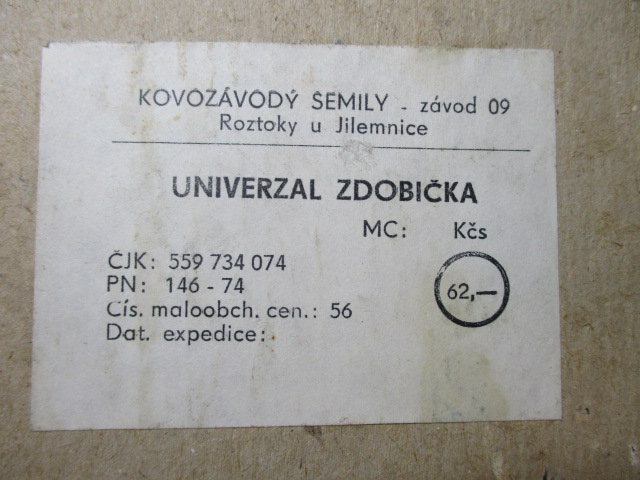 KOVOZÁVODY SEMILY - závod 09
Roztoky u Jilemnice
UNIVERZAL ZDOBIČKA
MC: Kčs
ČJK: 559 734 074
62,—
PN: 146 - 74
Čís. maloobch. cen.: 56
Dat. expedice: